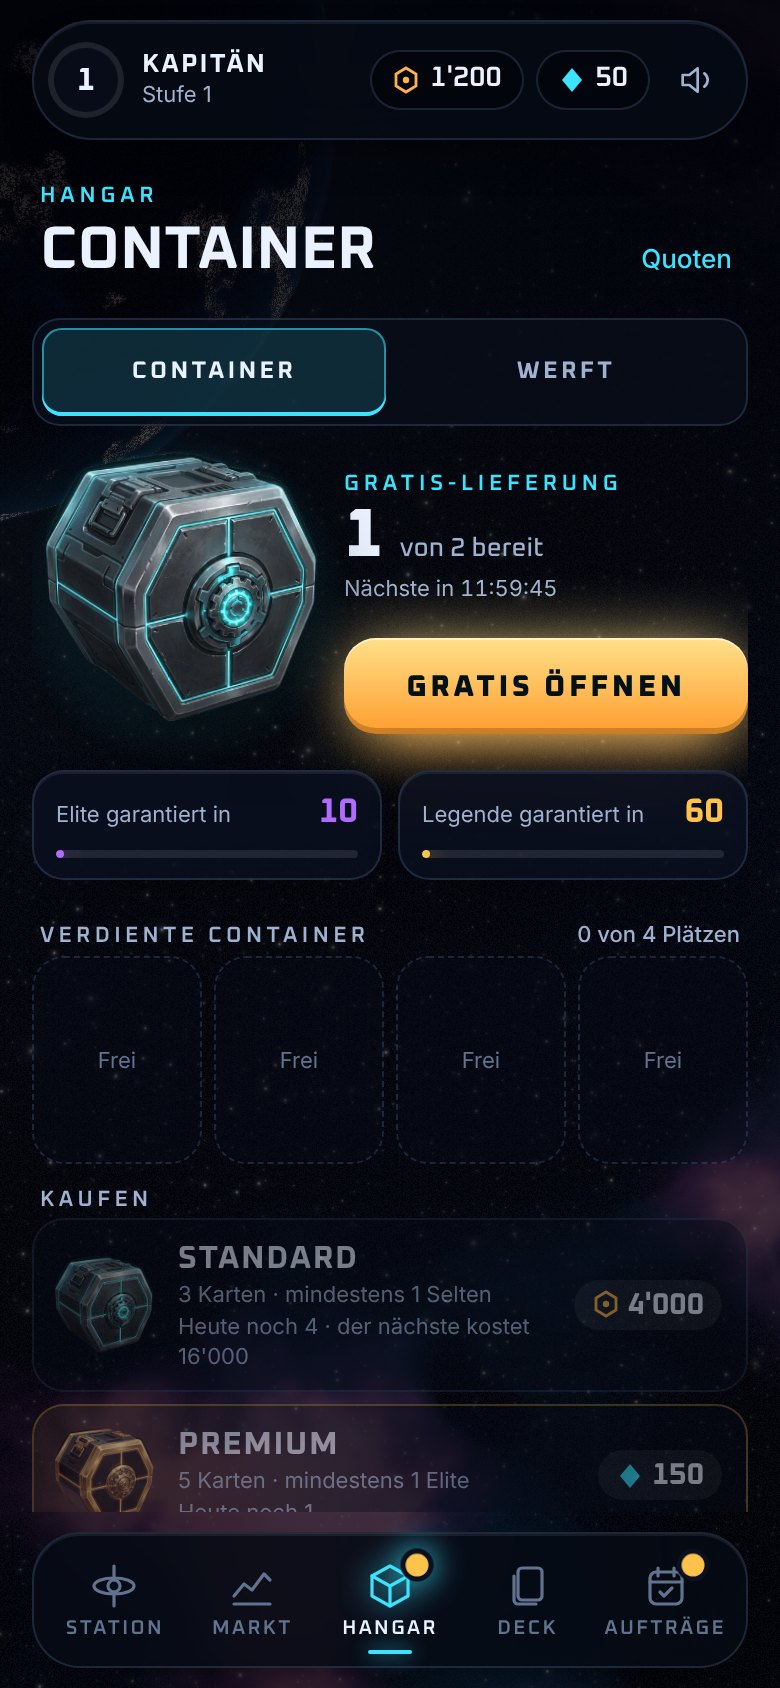 1
KAPITÄN
Stufe 1
1'200
50
HANGAR
CONTAINER
Quoten
CONTAINER
WERFT
GRATIS-LIEFERUNG
1 von 2 bereit
Nächste in 11:59:45
GRATIS ÖFFNEN
Elite garantiert in 10
Legende garantiert in 60
VERDIENTE CONTAINER
0 von 4 Plätzen
Frei
Frei
Frei
Frei
KAUFEN
STANDARD
3 Karten · mindestens 1 Selten
Heute noch 4 · der nächste kostet
16'000
4'000
PREMIUM
5 Karten · mindestens 1 Elite
Heute noch 1
150
STATION
MARKT
HANGAR
DECK
AUFTRÄGE